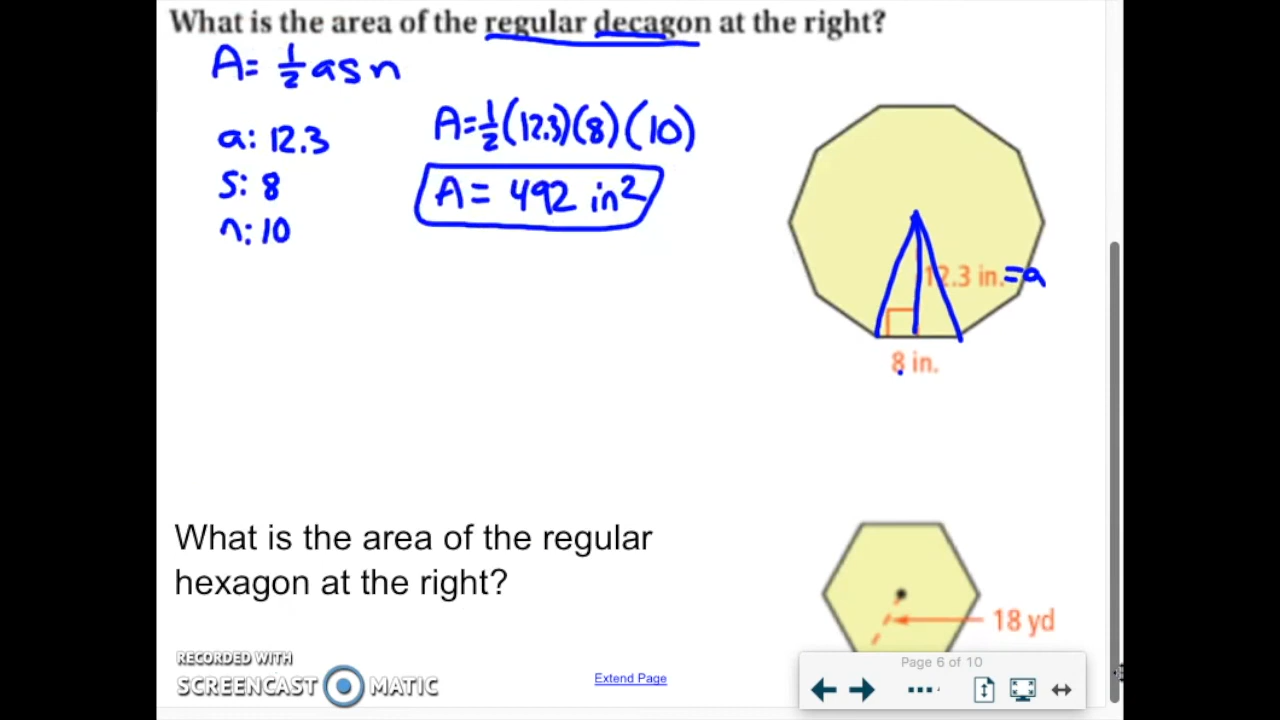 What is the area of the regular decagon at the right?
A= ½ a s n
a: 12.3
s: 8
n: 10
A=½(12.3)(8)(10)
A= 492 in²
12.3 in. =a
8 in.
What is the area of the regular
hexagon at the right?
18 yd
RECORDED WITH
SCREENCAST MATIC
Extend Page
Page 6 of 10